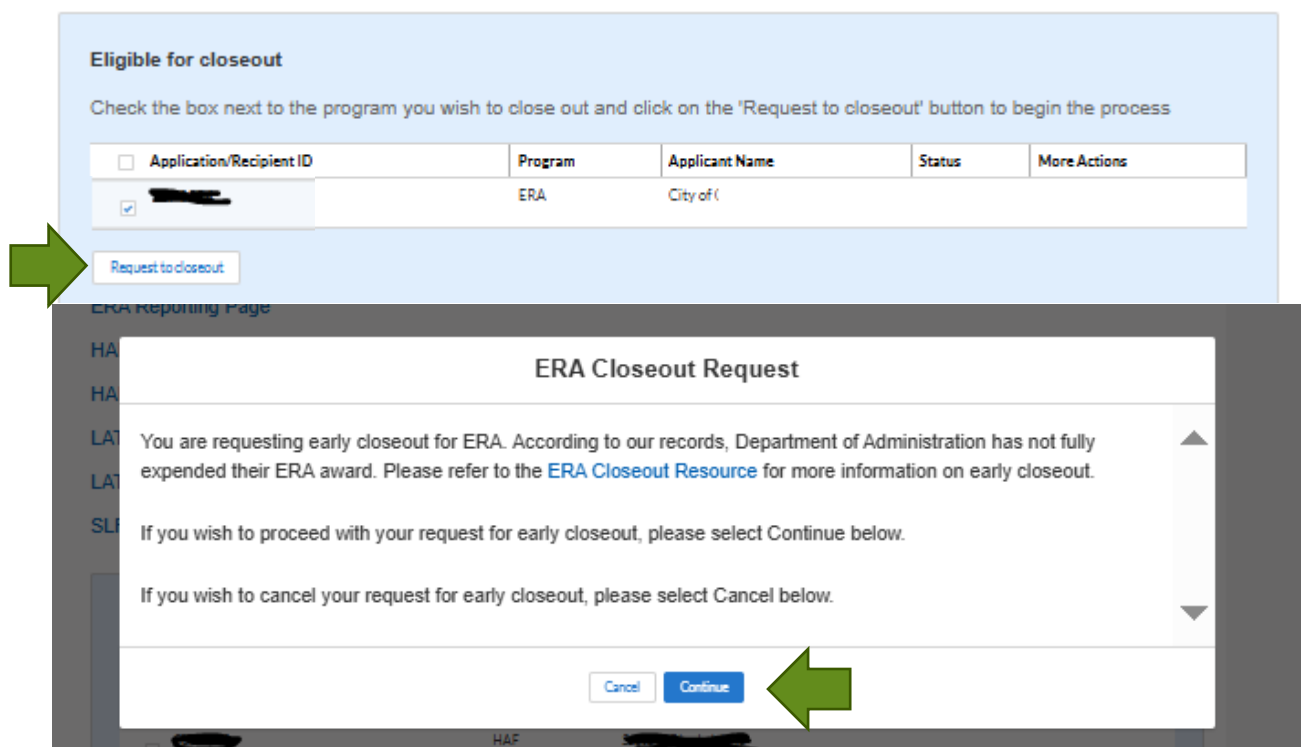 Eligible for closeout
Check the box next to the program you wish to close out and click on the 'Request to closeout' button to begin the process
Application/Recipient ID Program Applicant Name Status More Actions
ERA City of
Request to closeout
ERA Reporting Page
HA
ERA Closeout Request
HA
LAT
You are requesting early closeout for ERA. According to our records, Department of Administration has not fully
expended their ERA award. Please refer to the ERA Closeout Resource for more information on early closeout.
LAT
SLF
If you wish to proceed with your request for early closeout, please select Continue below.
If you wish to cancel your request for early closeout, please select Cancel below.
Cancel Continue
HAF